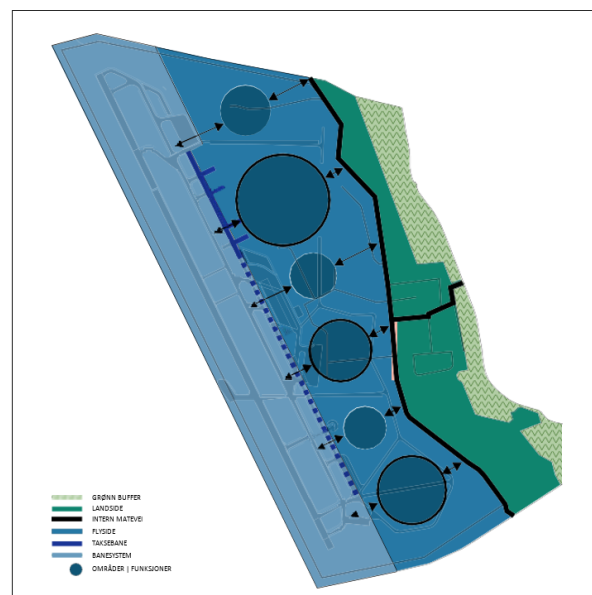 GRØNN BUFFER
LANDSIDE
INTERN MATEVEI
FLYSIDE
TAKSEBANE
BANESYSTEM
OMRÅDER | FUNKSJONER